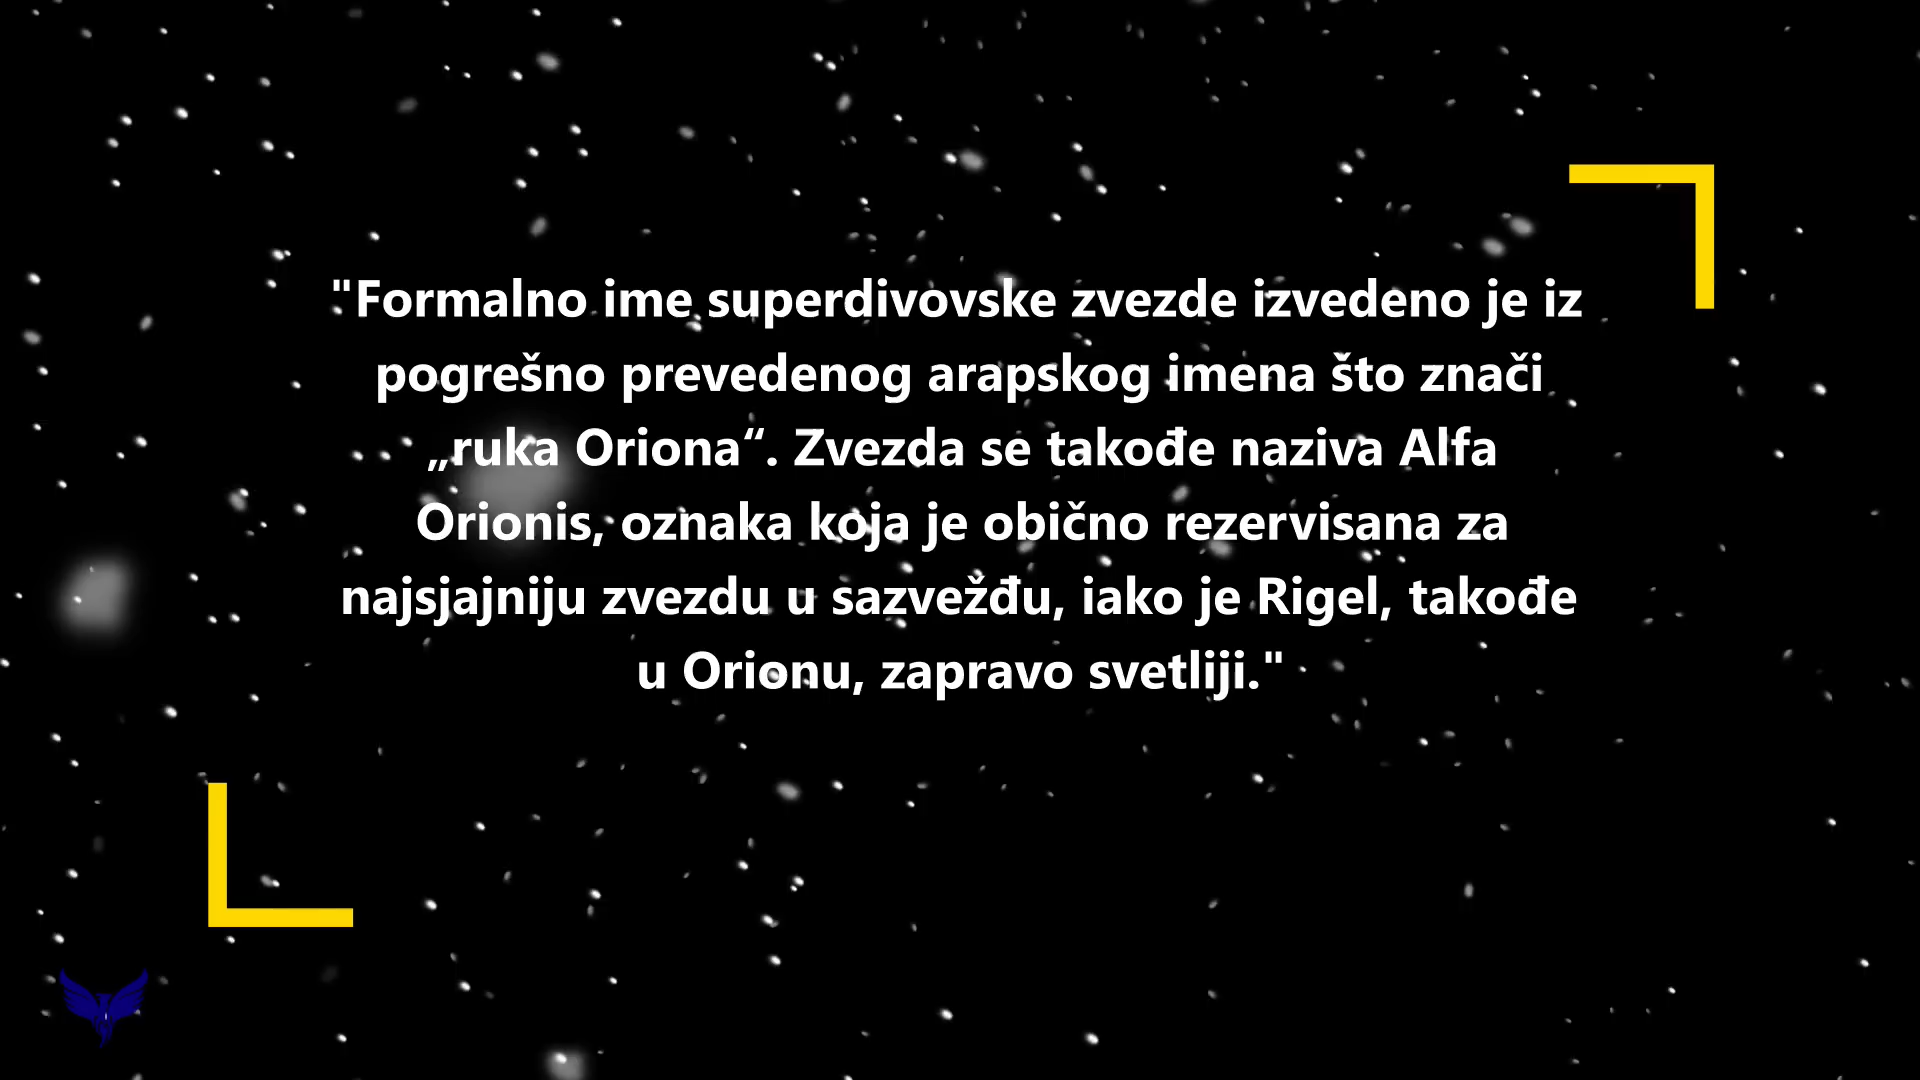 "Formalno ime superdivovske zvezde izvedeno je iz
pogrešno prevedenog arapskog imena što znači
„ruka Oriona“. Zvezda se takođe naziva Alfa
Orionis, oznaka koja je obično rezervisana za
najsjajniju zvezdu u sazvežđu, iako je Rigel, takođe
u Orionu, zapravo svetliji."